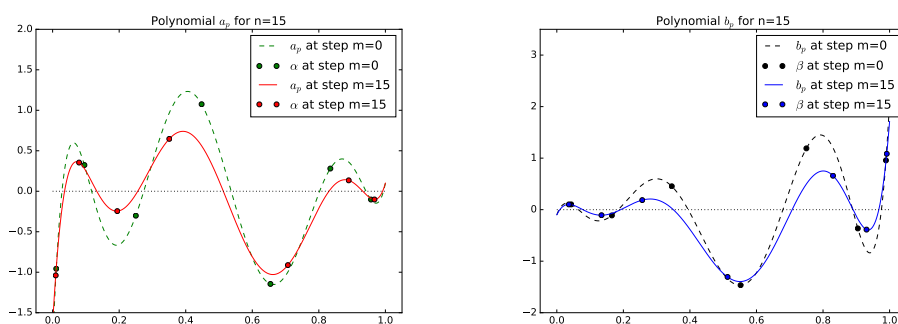 Polynomial a_p for n=15
2.0
1.5
1.0
0.5
0.0
−0.5
−1.0
−1.5
0.0 0.2 0.4 0.6 0.8 1.0
a_p at step m=0
α at step m=0
a_p at step m=15
α at step m=15
Polynomial b_p for n=15
3
2
1
0
−1
−2
0.0 0.2 0.4 0.6 0.8 1.0
b_p at step m=0
β at step m=0
b_p at step m=15
β at step m=15